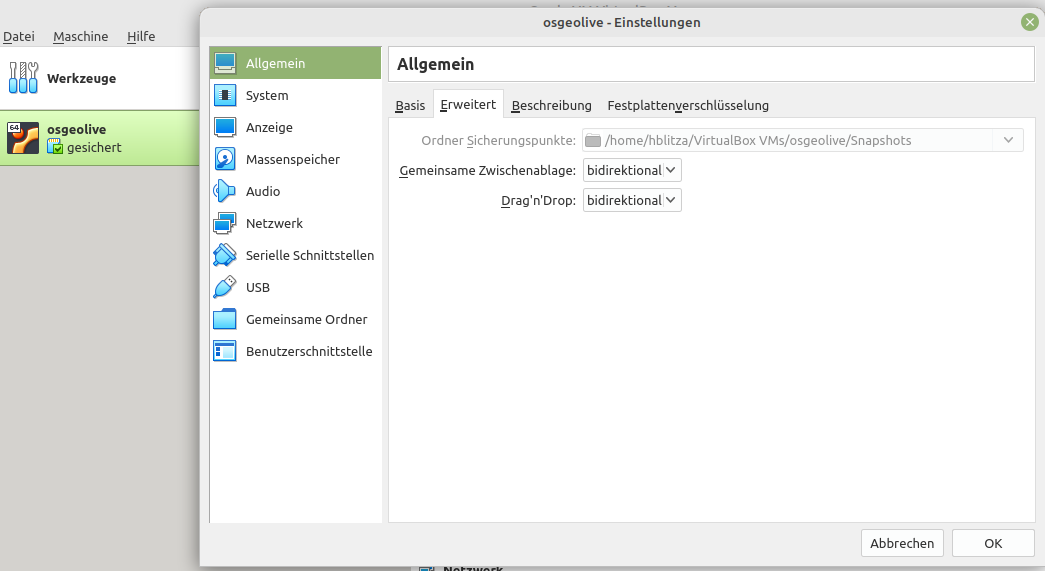 osgeolive - Einstellungen
Datei Maschine Hilfe
Werkzeuge
64
osgeolive
gesichert
Allgemein
System
Anzeige
Massenspeicher
Audio
Netzwerk
Serielle Schnittstellen
USB
Gemeinsame Ordner
Benutzerschnittstelle
Allgemein
Basis Erweitert Beschreibung Festplattenverschlüsselung
Ordner Sicherungspunkte: /home/hblitza/VirtualBox VMs/osgeolive/Snapshots
Gemeinsame Zwischenablage: bidirektional
Drag'n'Drop: bidirektional
Abbrechen OK
Netzwerk